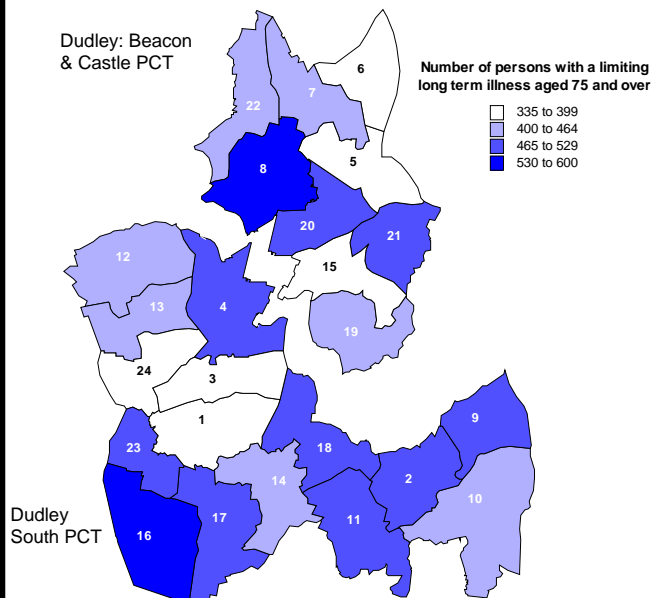 Dudley: Beacon
& Castle PCT
Number of persons with a limiting
long term illness aged 75 and over
335 to 399
400 to 464
465 to 529
530 to 600
6
7
22
5
8
20
21
12
15
13
4
19
24
3
1
9
23
18
2
14
10
17
11
16
Dudley
South PCT